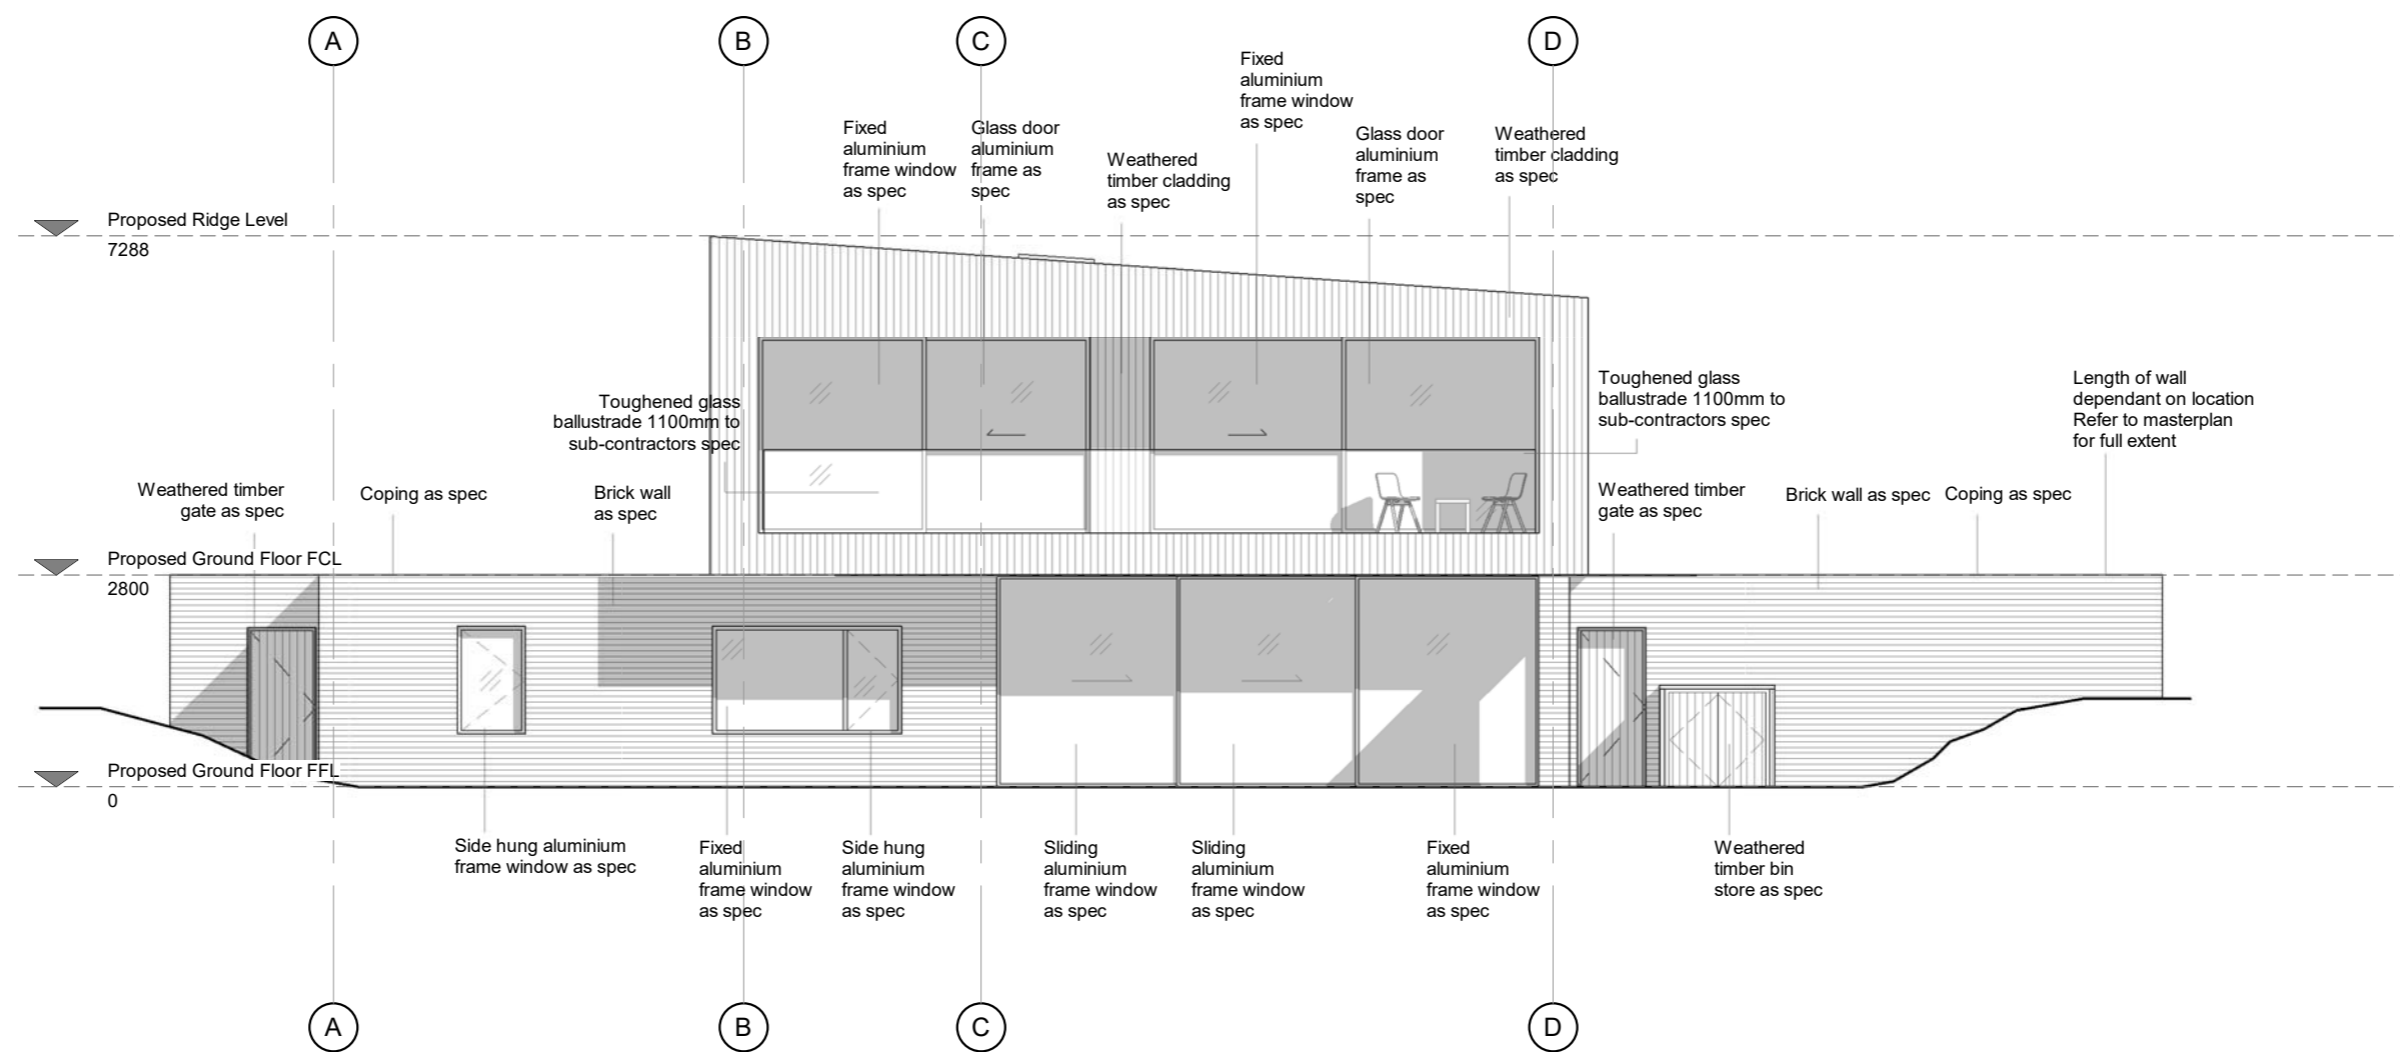 A
B
C
D
Fixed
aluminium
frame window
as spec
Glass door
aluminium
frame as
spec
Weathered
timber cladding
as spec
Fixed
aluminium
frame window
as spec
Glass door
aluminium
frame as
spec
Weathered
timber cladding
as spec
Proposed Ridge Level
7288
Toughened glass
ballustrade 1100mm to
sub-contractors spec
Toughened glass
ballustrade 1100mm to
sub-contractors spec
Length of wall
dependant on location
Refer to masterplan
for full extent
Weathered timber
gate as spec
Coping as spec
Brick wall
as spec
Weathered timber
gate as spec
Brick wall as spec
Coping as spec
Proposed Ground Floor FCL
2800
Proposed Ground Floor FFL
0
Side hung aluminium
frame window as spec
Fixed
aluminium
frame window
as spec
Side hung
aluminium
frame window
as spec
Sliding
aluminium
frame window
as spec
Sliding
aluminium
frame window
as spec
Fixed
aluminium
frame window
as spec
Weathered
timber bin
store as spec
A
B
C
D